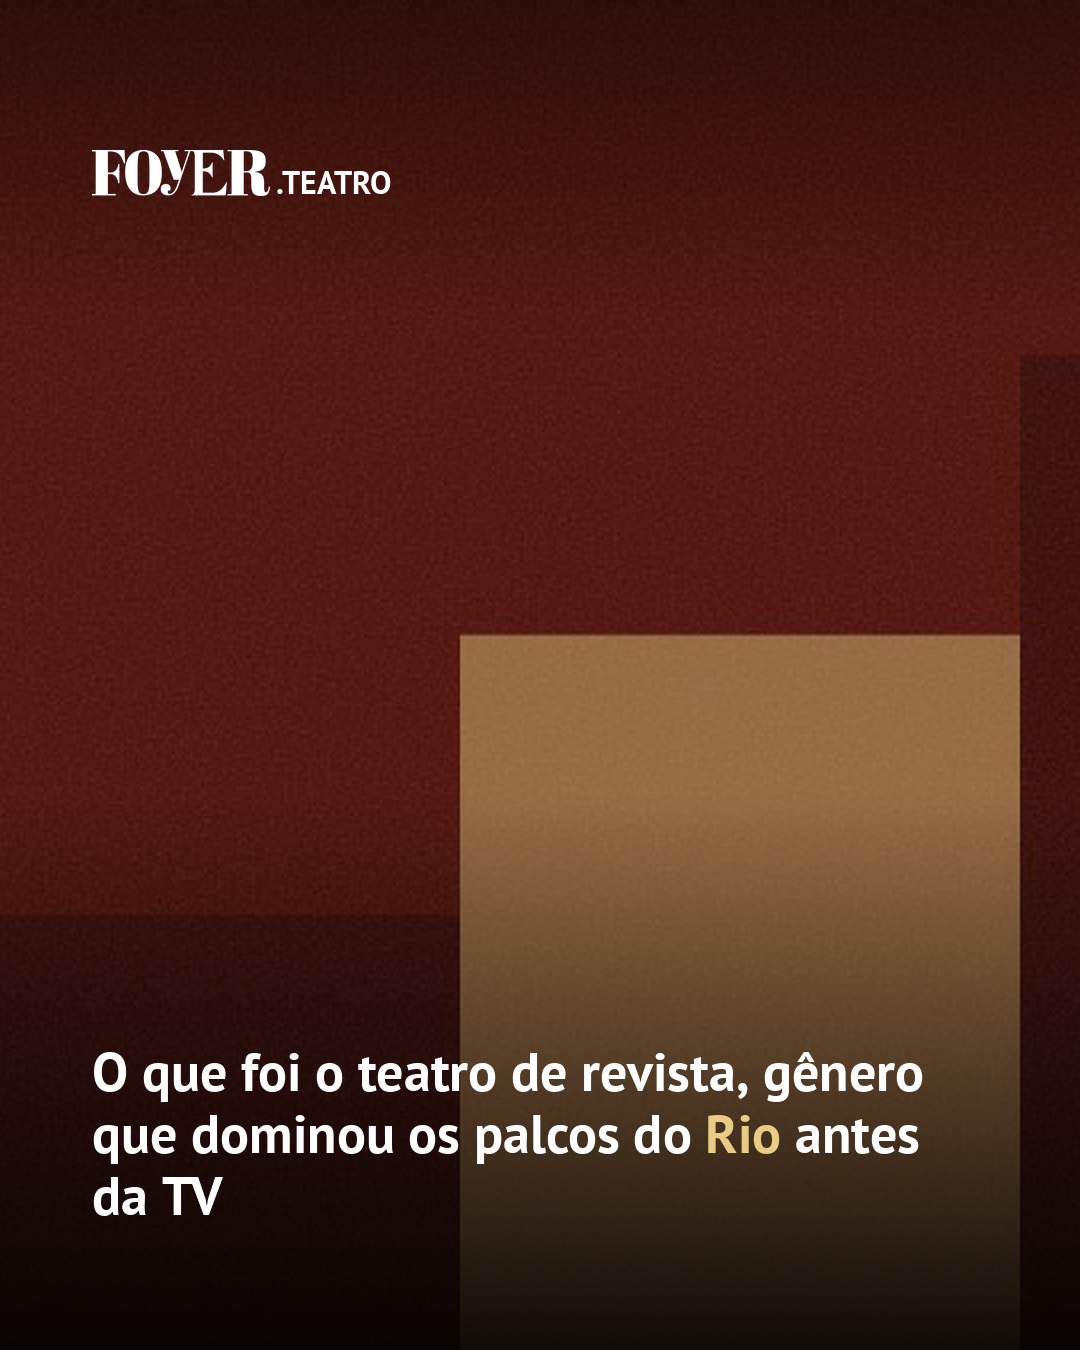 FOYER .TEATRO
O que foi o teatro de revista, gênero
que dominou os palcos do Rio antes
da TV